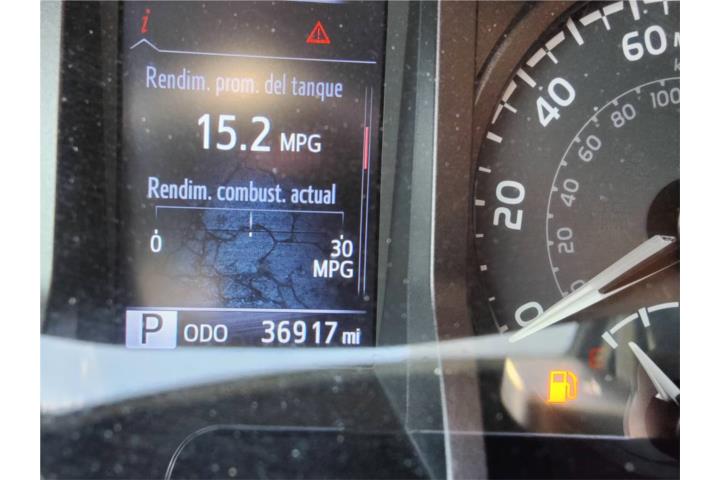 i
Rendim. prom. del tanque
15.2 MPG
Rendim. combust. actual
0 30
MPG
P ODO 36917 mi
0 20 40 60
20 40 60 80 100
E